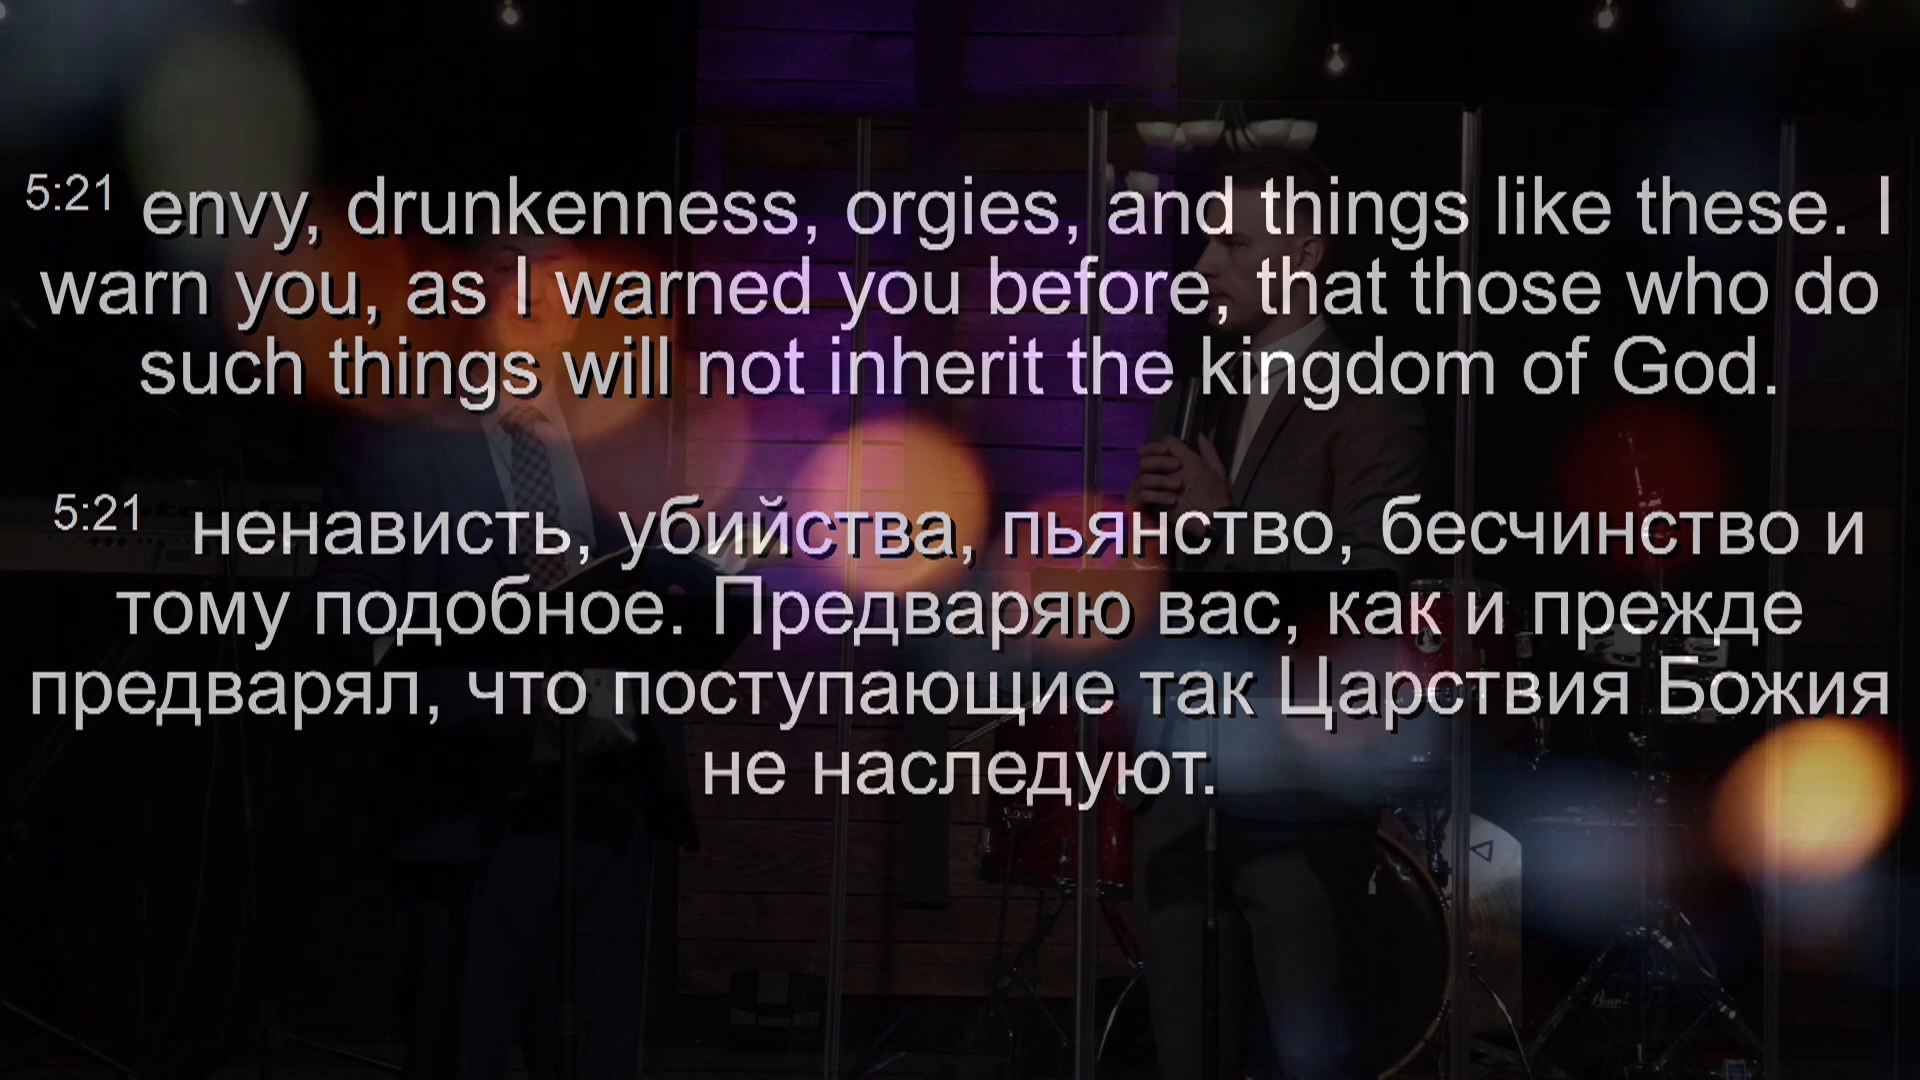 5:21 envy, drunkenness, orgies, and things like these. I
warn you, as I warned you before, that those who do
such things will not inherit the kingdom of God.
5:21 ненависть, убийства, пьянство, бесчинство и
тому подобное. Предваряю вас, как и прежде
предварял, что поступающие так Царствия Божия
не наследуют.